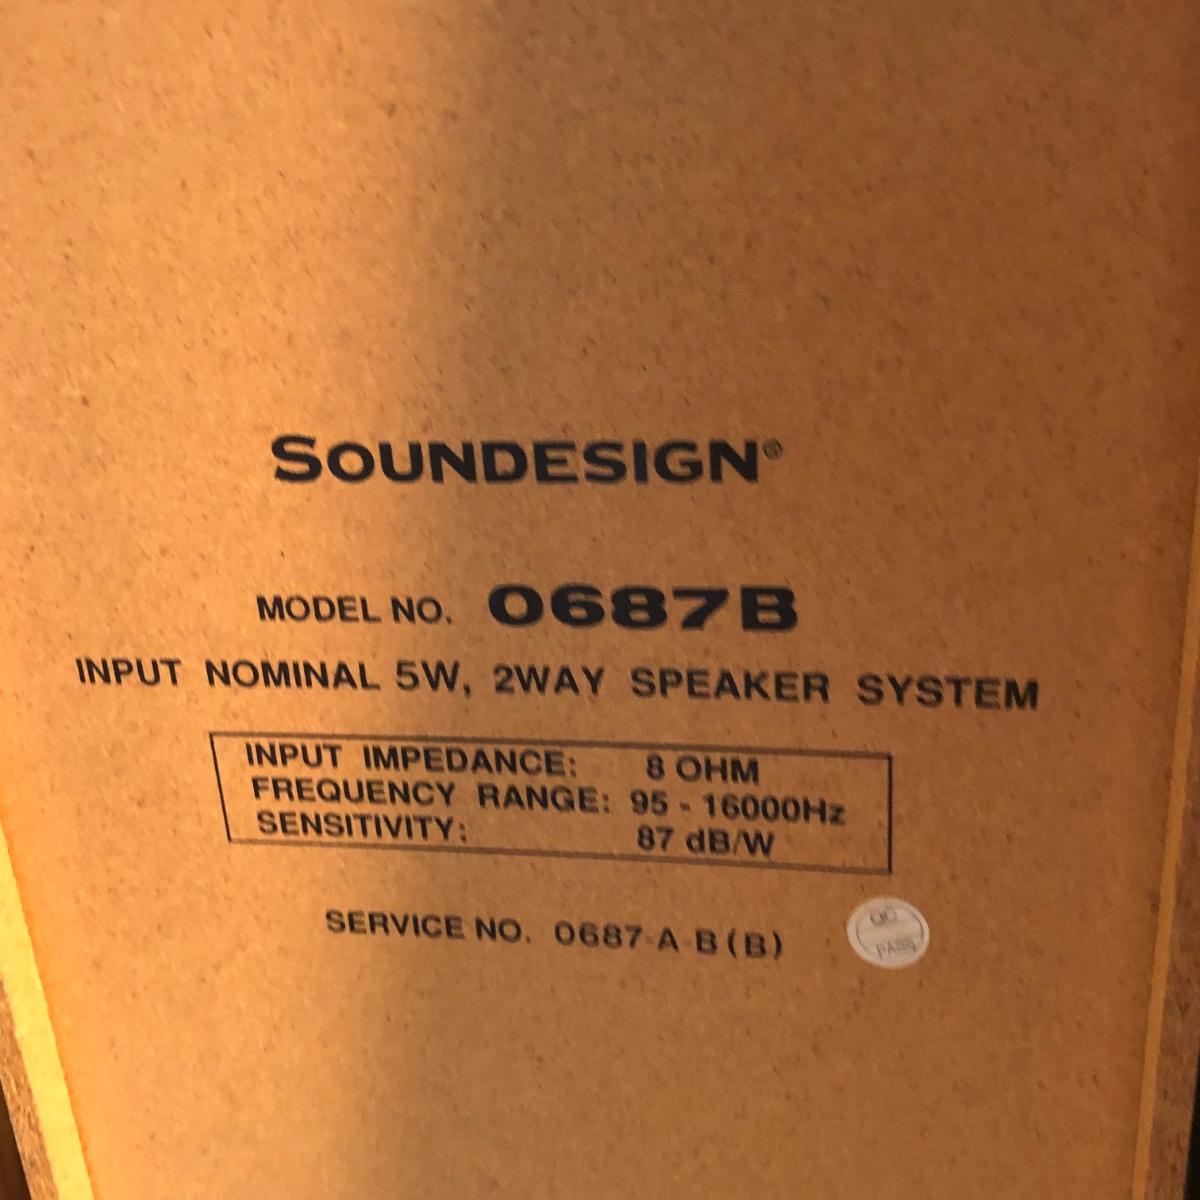 SOUNDESIGN®
MODEL NO. 0687B
INPUT NOMINAL 5W, 2WAY SPEAKER SYSTEM
INPUT IMPEDANCE: 8 OHM
FREQUENCY RANGE: 95 - 16000Hz
SENSITIVITY: 87 dB/W
SERVICE NO. 0687-A-B(B)
QC
PASS